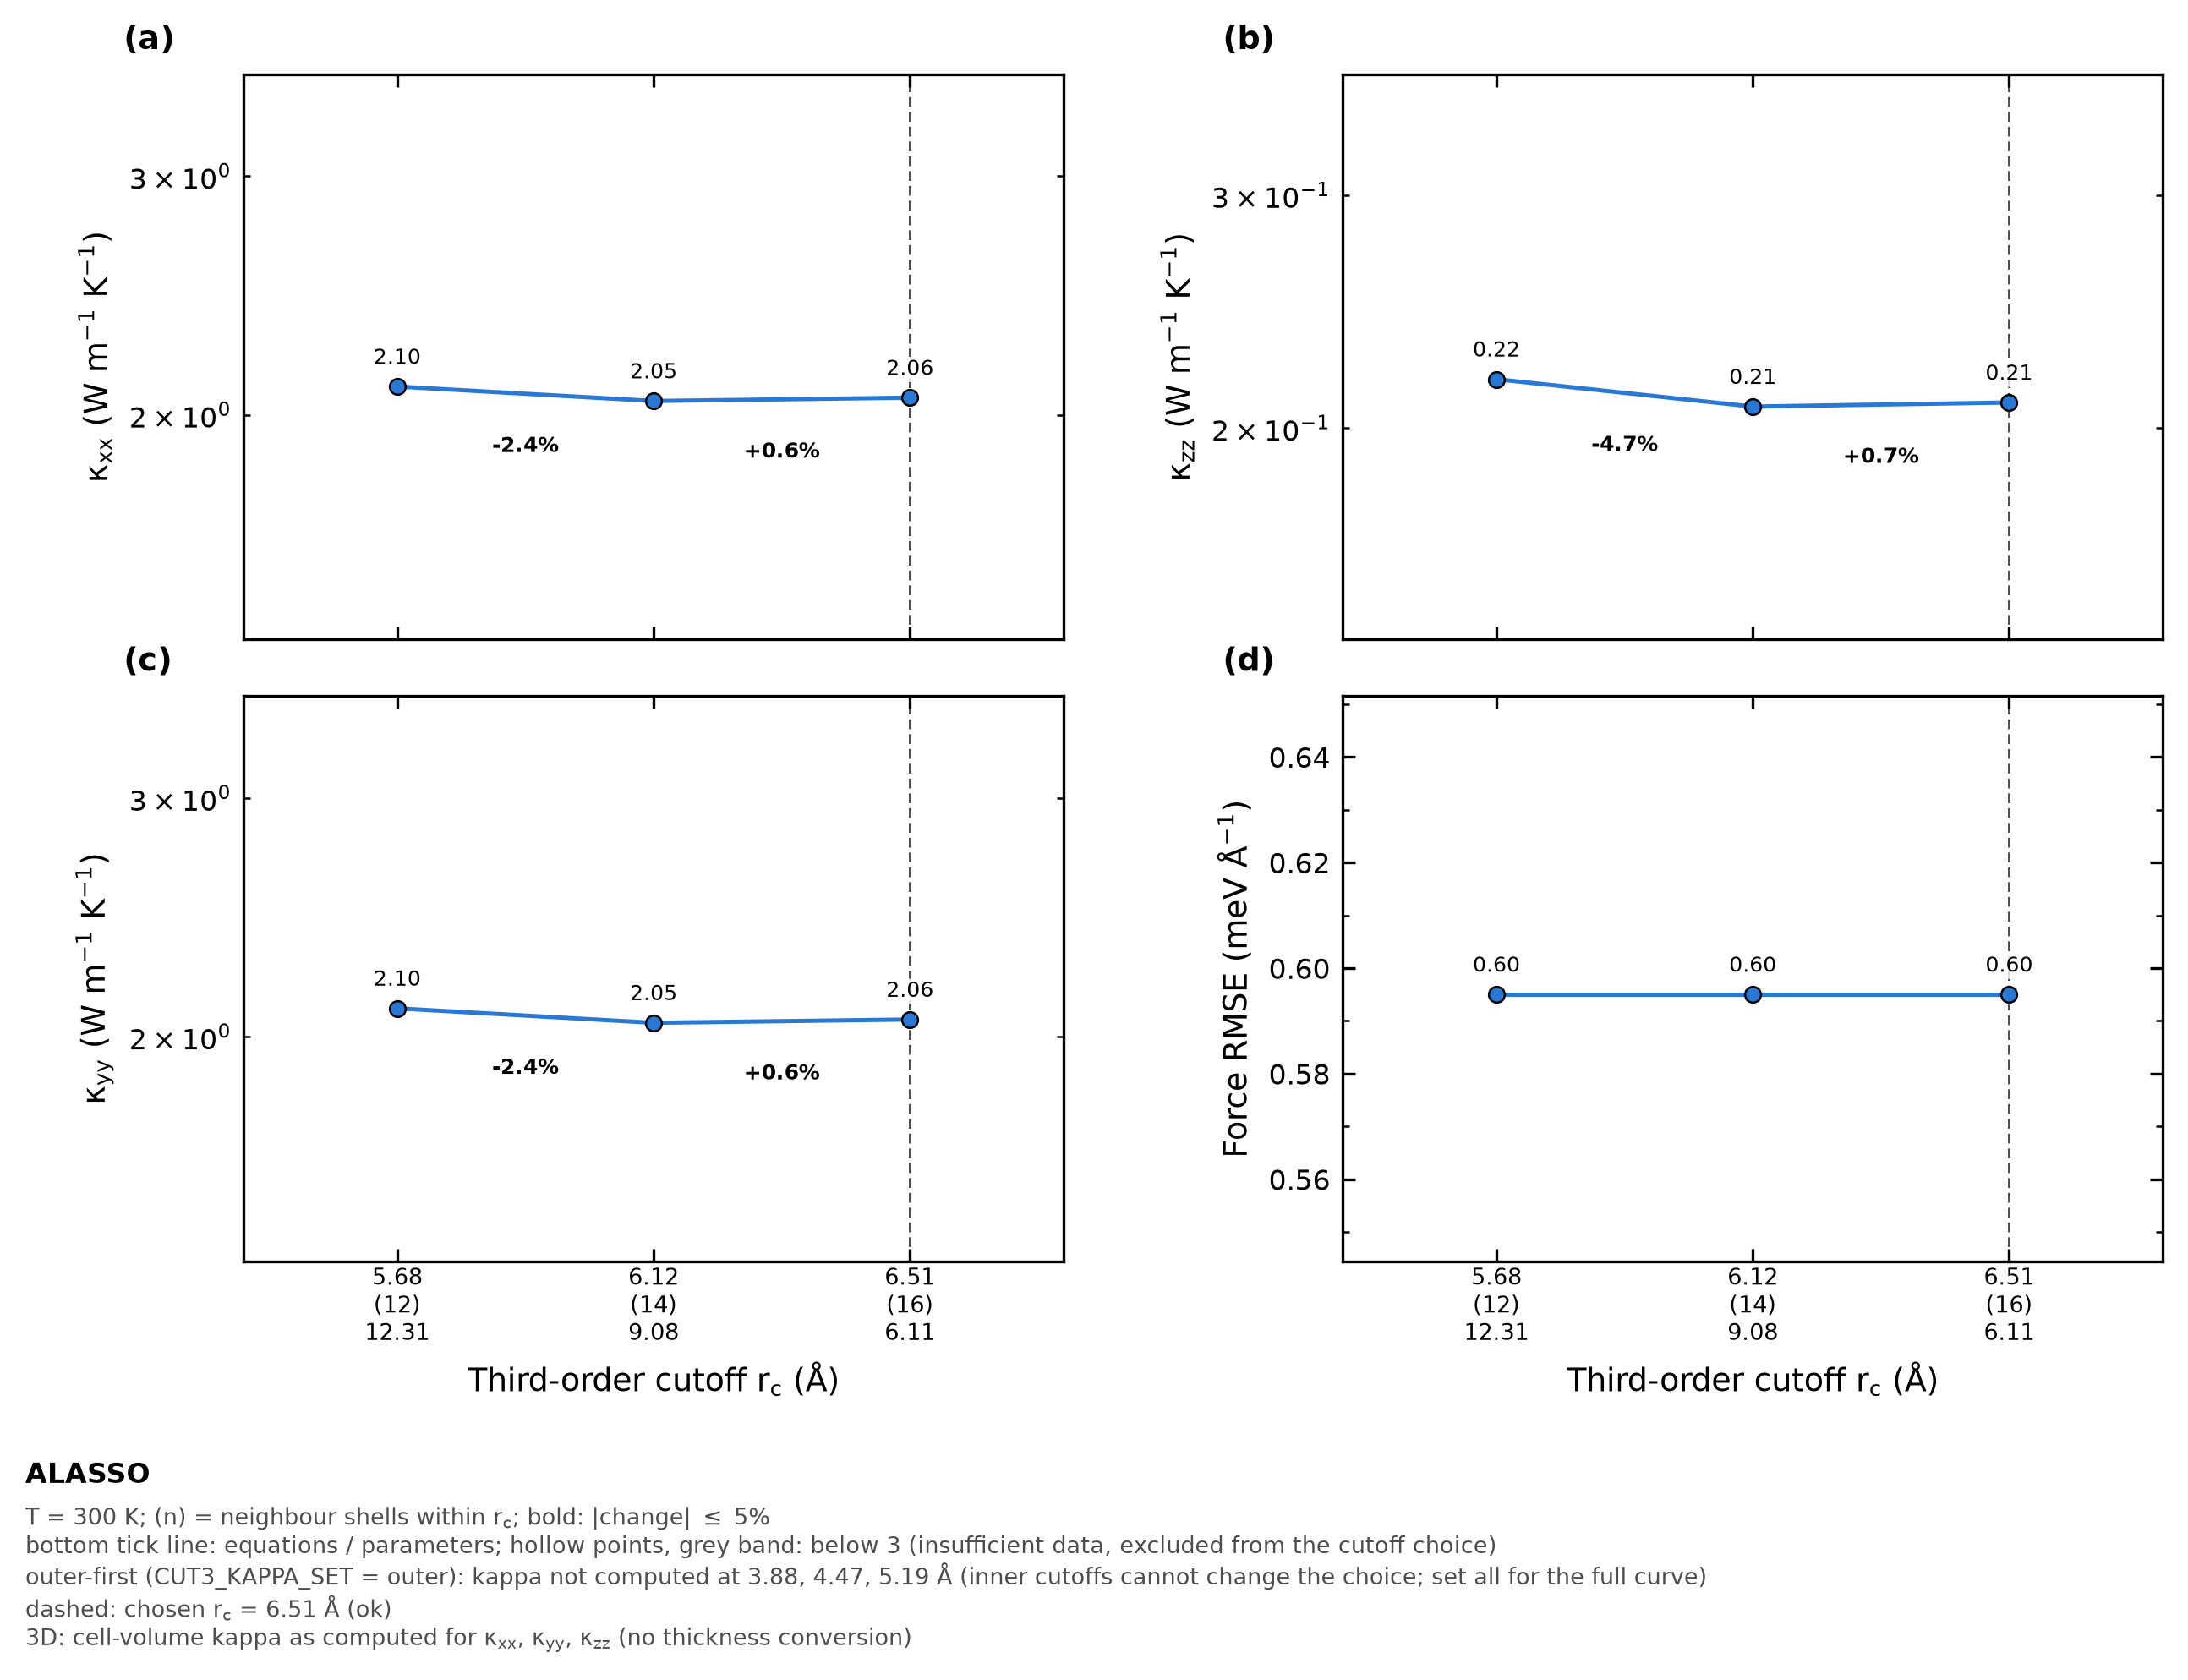 (a)
3 × 10⁰
2 × 10⁰
κxx (W m⁻¹ K⁻¹)
2.10
2.05
2.06
-2.4%
+0.6%
(b)
3 × 10⁻¹
2 × 10⁻¹
κzz (W m⁻¹ K⁻¹)
0.22
0.21
0.21
-4.7%
+0.7%
(c)
3 × 10⁰
2 × 10⁰
κyy (W m⁻¹ K⁻¹)
2.10
2.05
2.06
-2.4%
+0.6%
5.68 6.12 6.51
(12) (14) (16)
12.31 9.08 6.11
Third-order cutoff rc (Å)
(d)
0.64
0.62
0.60
0.58
0.56
Force RMSE (meV Å⁻¹)
0.60
0.60
0.60
5.68 6.12 6.51
(12) (14) (16)
12.31 9.08 6.11
Third-order cutoff rc (Å)
ALASSO
T = 300 K; (n) = neighbour shells within rc; bold: |change| ≤ 5%
bottom tick line: equations / parameters; hollow points, grey band: below 3 (insufficient data, excluded from the cutoff choice)
outer-first (CUT3_KAPPA_SET = outer): kappa not computed at 3.88, 4.47, 5.19 Å (inner cutoffs cannot change the choice; set all for the full curve)
dashed: chosen rc = 6.51 Å (ok)
3D: cell-volume kappa as computed for κxx, κyy, κzz (no thickness conversion)